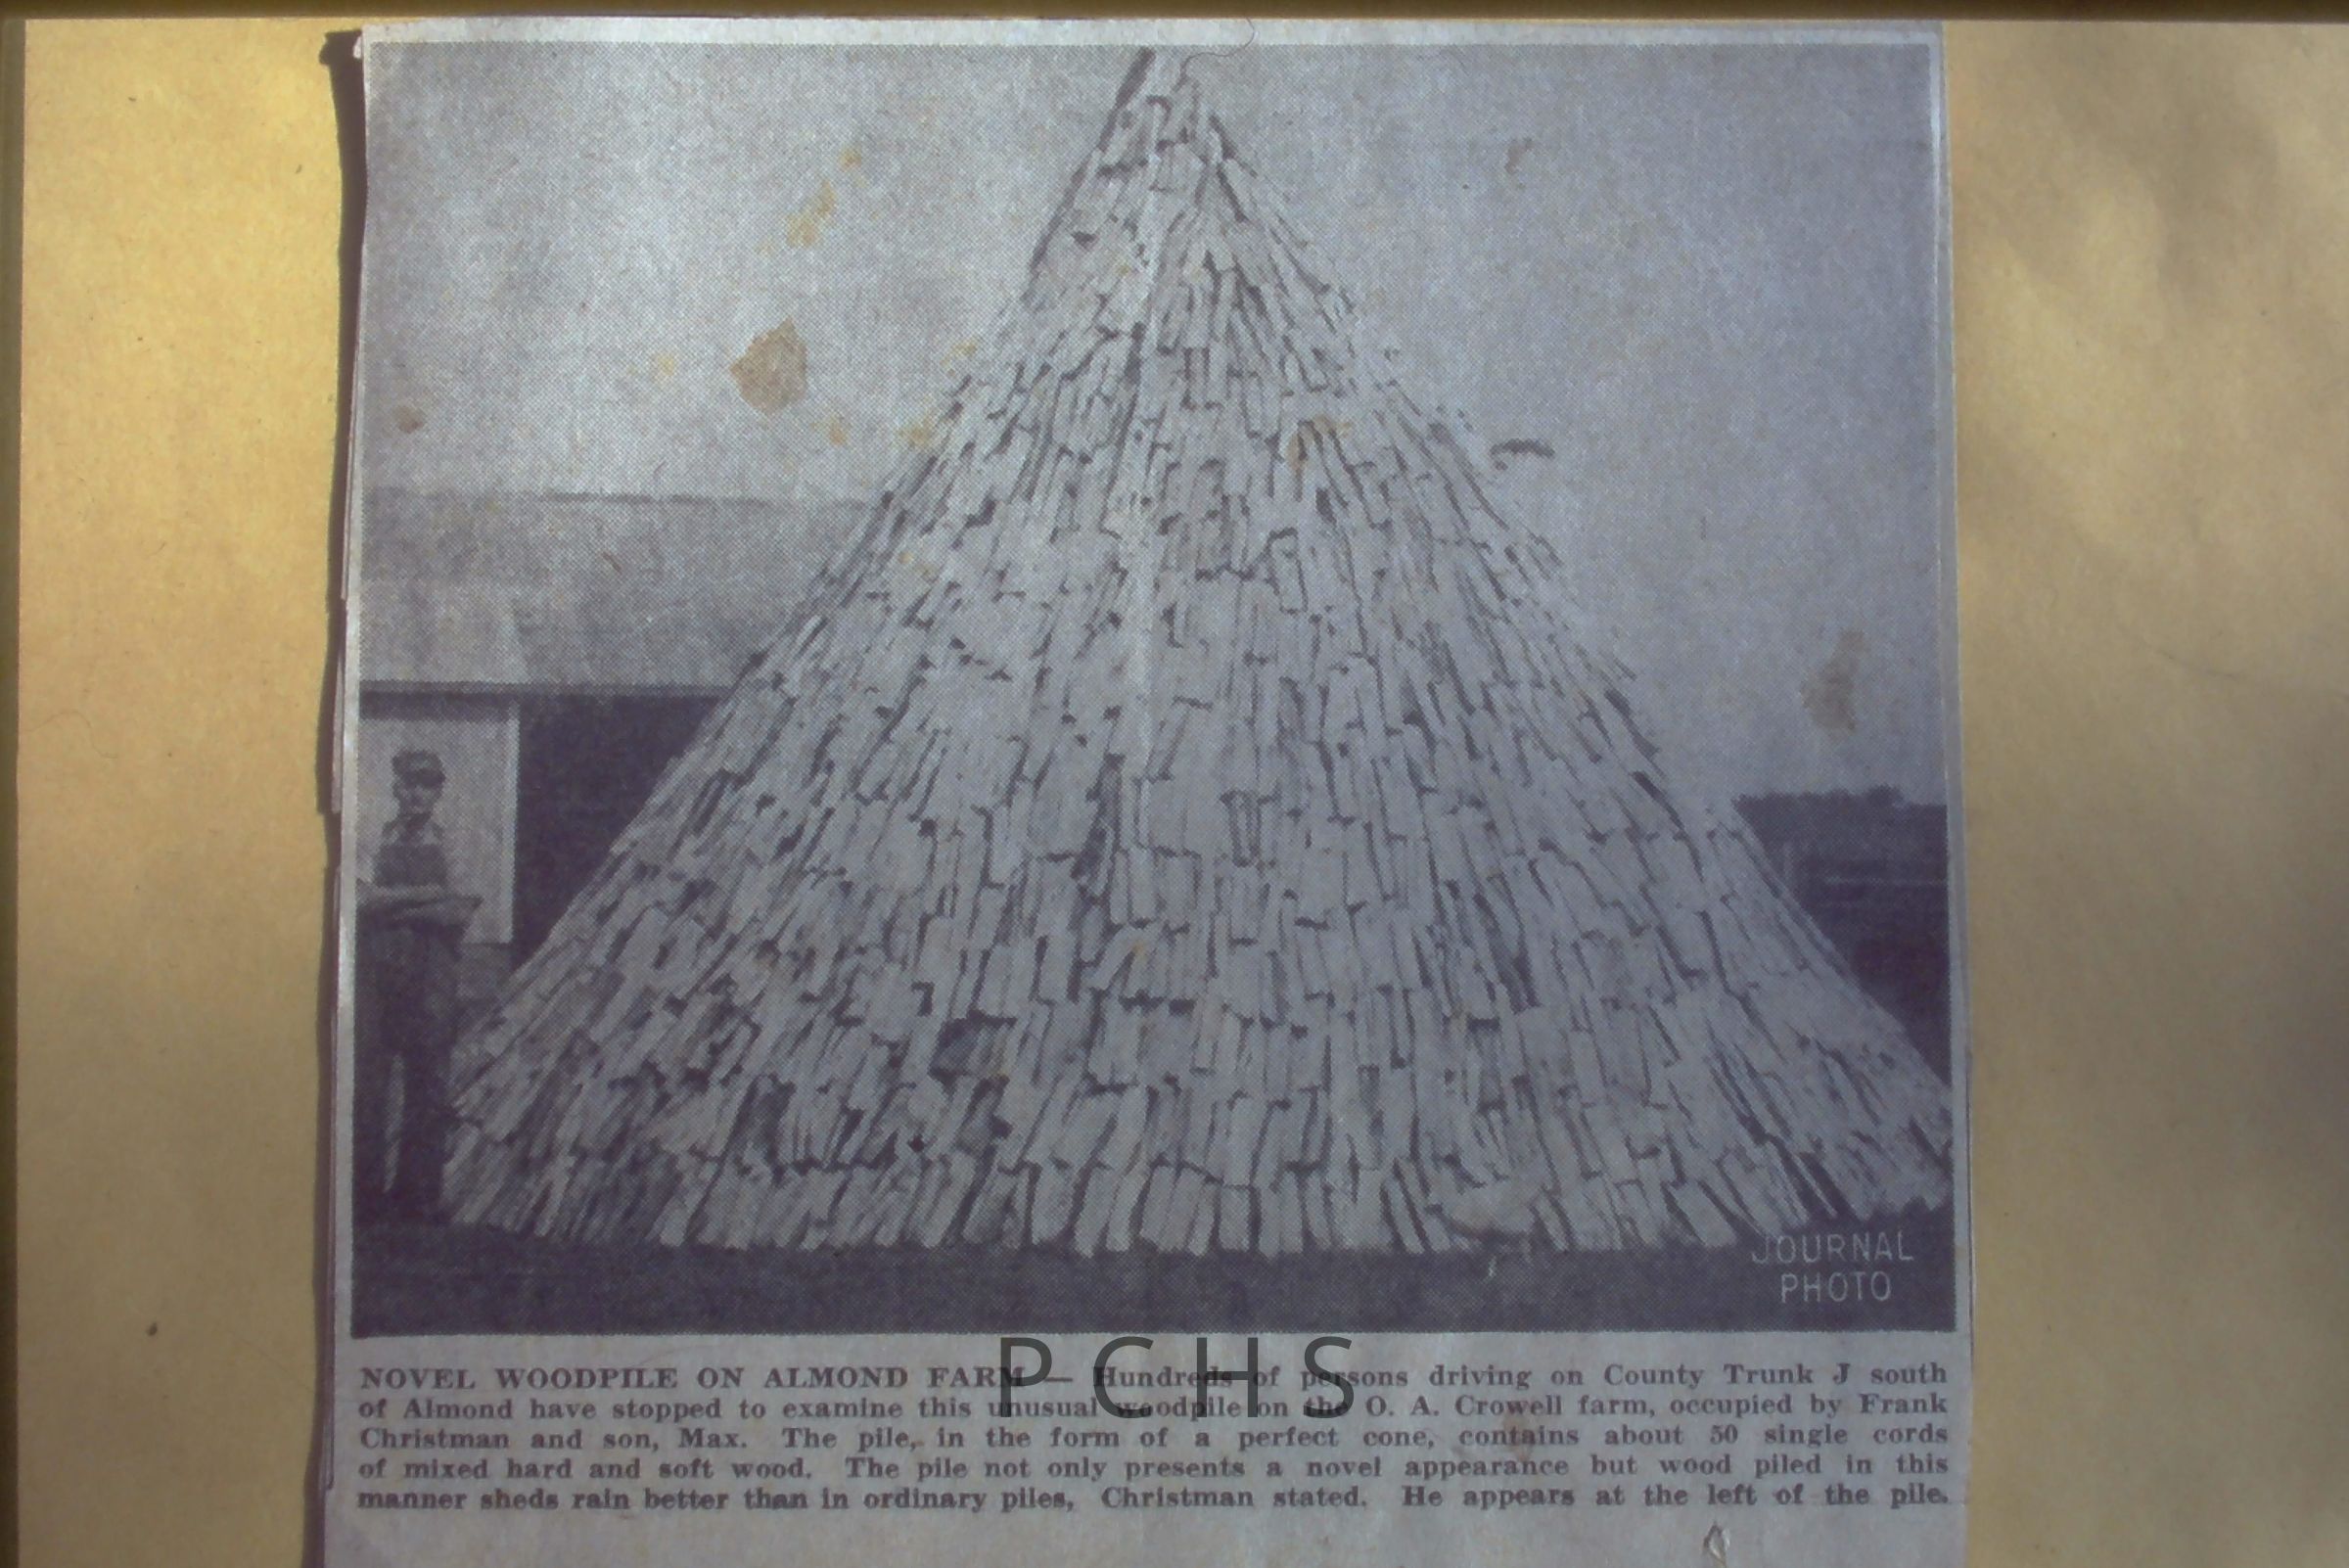 JOURNAL
PHOTO
PCHS
NOVEL WOODPILE ON ALMOND FARM — Hundreds of persons driving on County Trunk J south
of Almond have stopped to examine this unusual woodpile on the O. A. Crowell farm, occupied by Frank
Christman and son, Max. The pile, in the form of a perfect cone, contains about 50 single cords
of mixed hard and soft wood. The pile not only presents a novel appearance but wood piled in this
manner sheds rain better than in ordinary piles, Christman stated. He appears at the left of the pile.